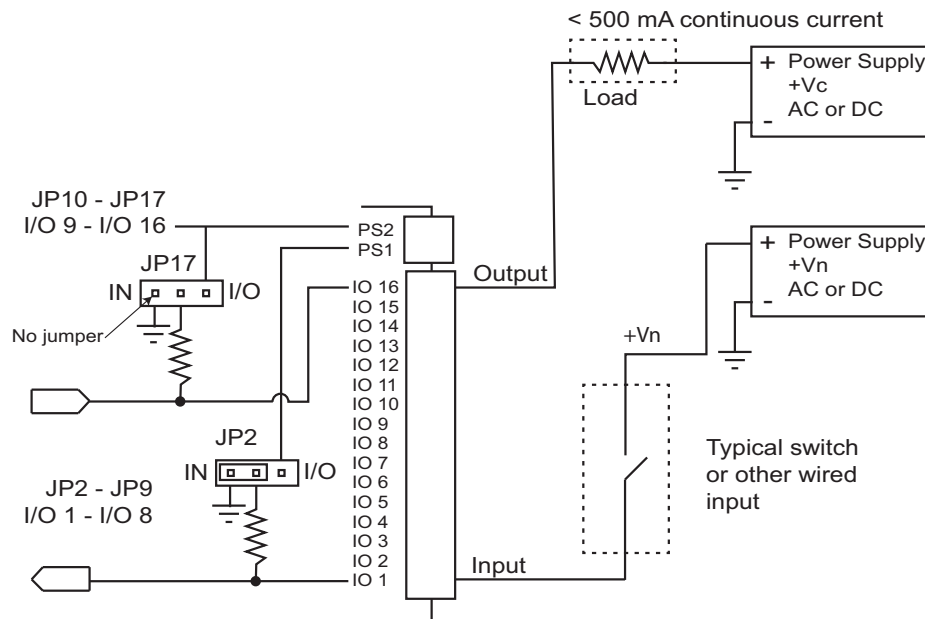 < 500 mA continuous current
+ Power Supply
+Vc
- AC or DC
Load
JP10 - JP17
I/O 9 - I/O 16
PS2
PS1
JP17
IN
I/O
No jumper
Output
+ Power Supply
+Vn
- AC or DC
IO 16
IO 15
IO 14
IO 13
IO 12
IO 11
IO 10
IO 9
IO 8
IO 7
IO 6
IO 5
IO 4
IO 3
IO 2
IO 1
+Vn
JP2
IN
I/O
JP2 - JP9
I/O 1 - I/O 8
Typical switch
or other wired
input
Input